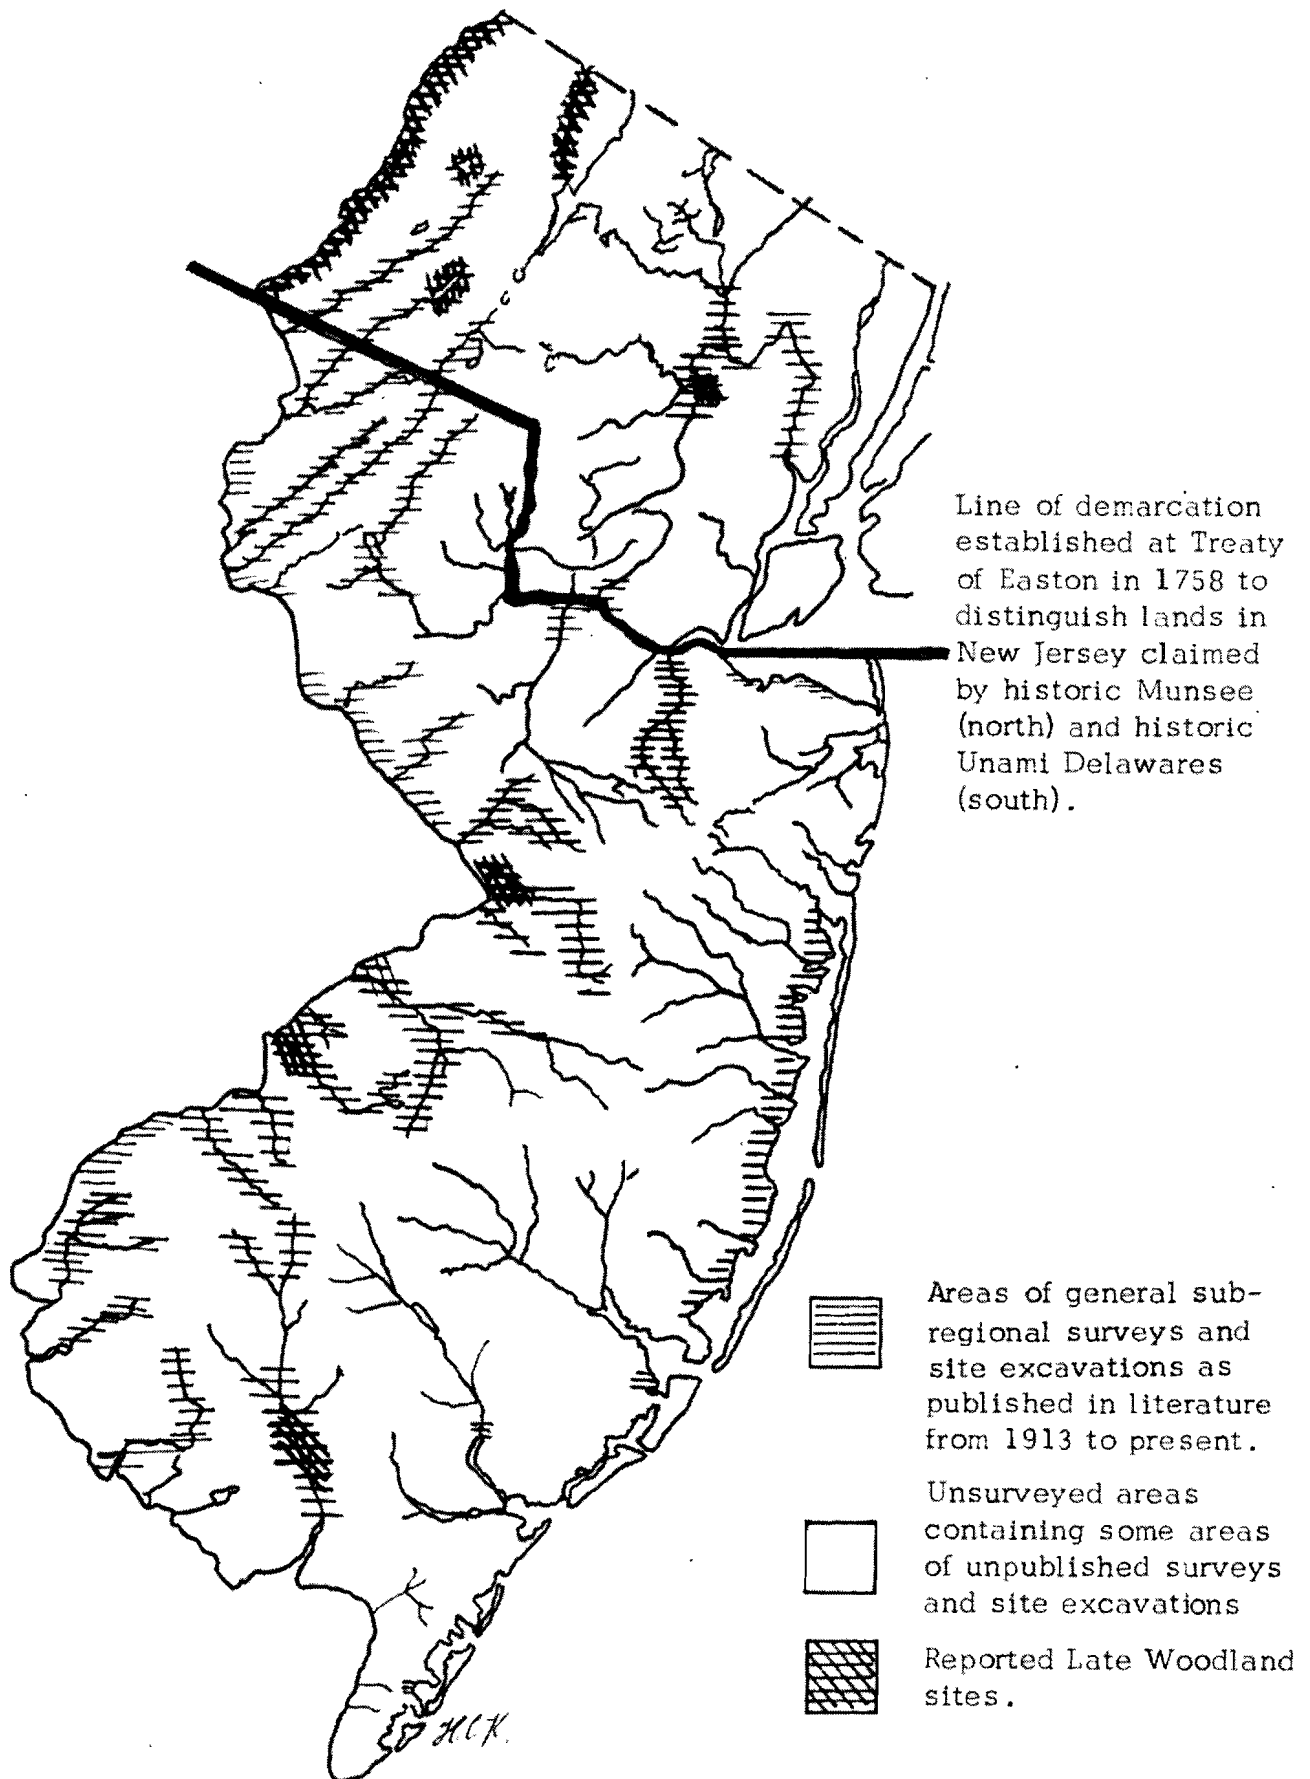 Line of demarcation
established at Treaty
of Easton in 1758 to
distinguish lands in
New Jersey claimed
by historic Munsee
(north) and historic
Unami Delawares
(south).
Areas of general sub-
regional surveys and
site excavations as
published in literature
from 1913 to present.
Unsurveyed areas
containing some areas
of unpublished surveys
and site excavations
Reported Late Woodland
sites.
H.C.K.